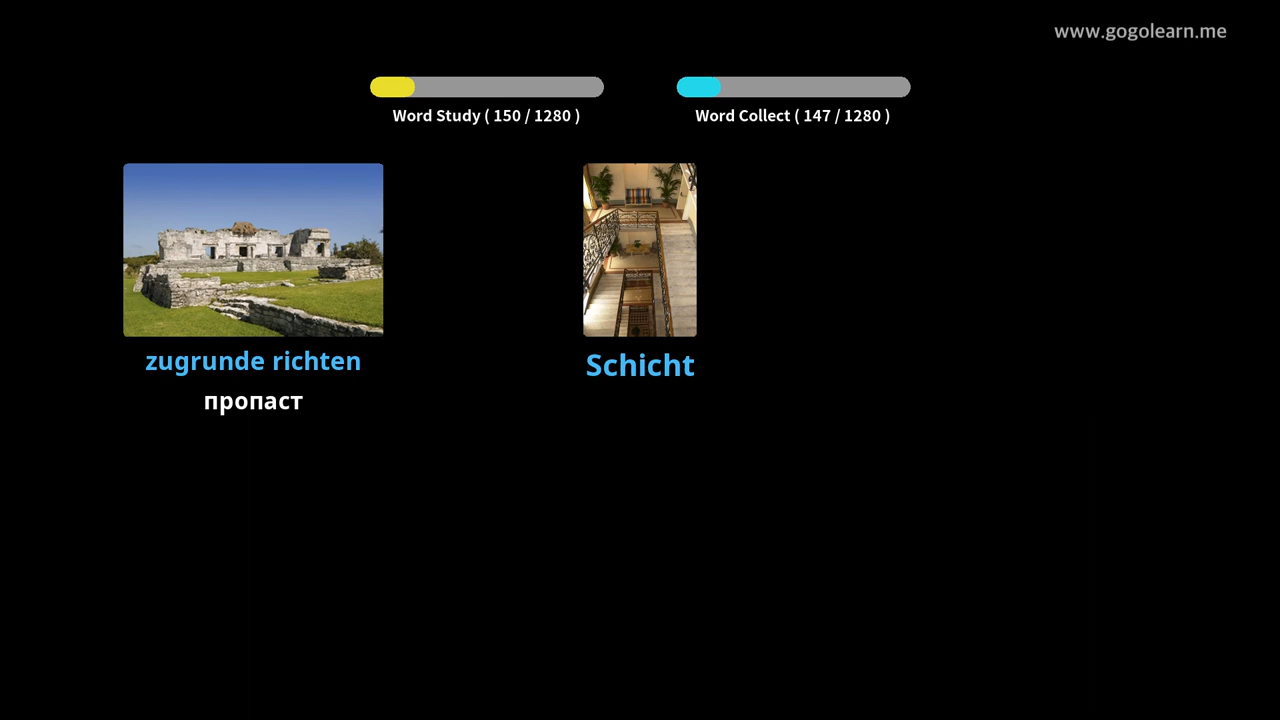 www.gogolearn.me
Word Study ( 150 / 1280 )
Word Collect ( 147 / 1280 )
zugrunde richten
пропаст
Schicht